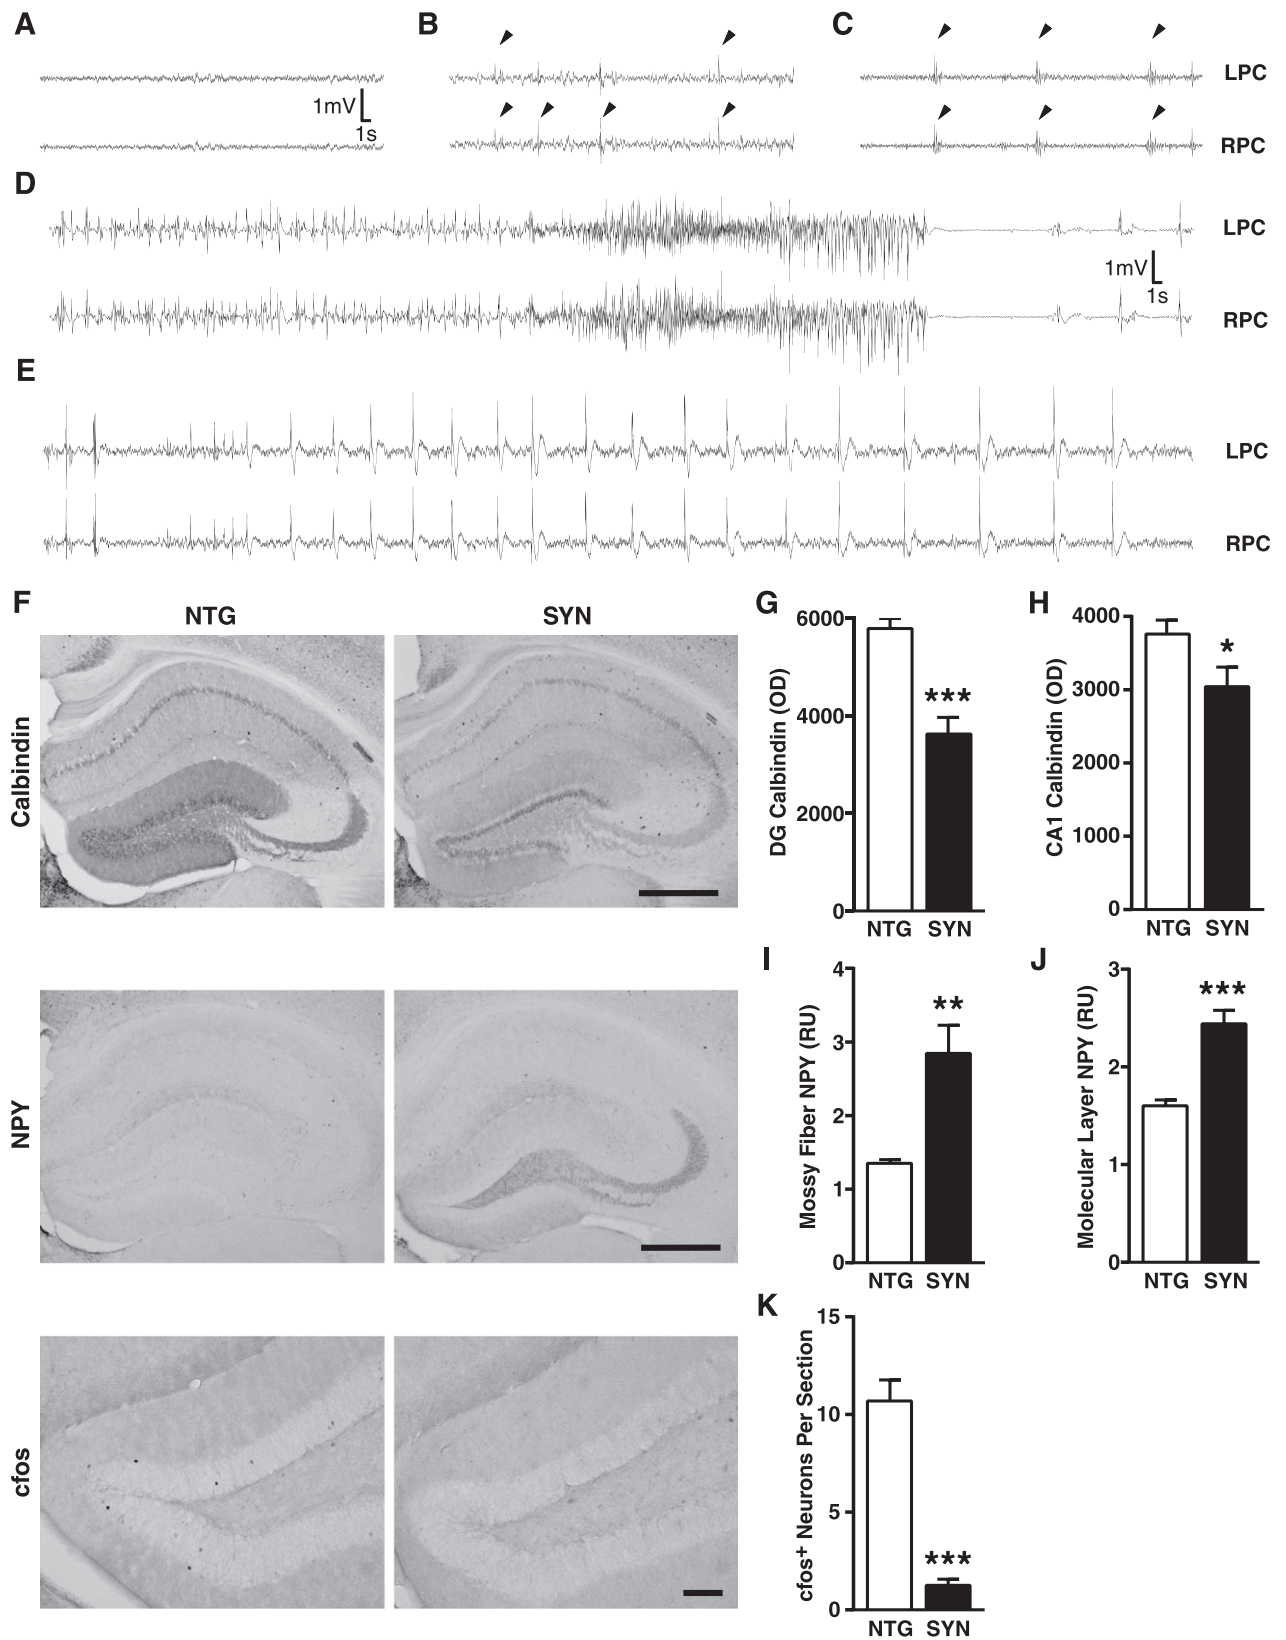 A
B
C
LPC
1mV
1s
RPC
D
LPC
1mV
1s
RPC
E
LPC
RPC
F
NTG
SYN
Calbindin
NPY
cfos
G
DG Calbindin (OD)
6000
4000
2000
0
***
NTG SYN
H
CA1 Calbindin (OD)
4000
3000
2000
1000
0
*
NTG SYN
I
Mossy Fiber NPY (RU)
4
3
2
1
0
**
NTG SYN
J
Molecular Layer NPY (RU)
3
2
1
0
***
NTG SYN
K
cfos+ Neurons Per Section
15
10
5
0
***
NTG SYN